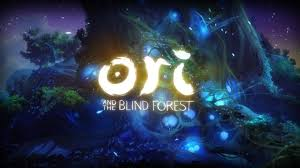 ori
AND THE BLIND FOREST